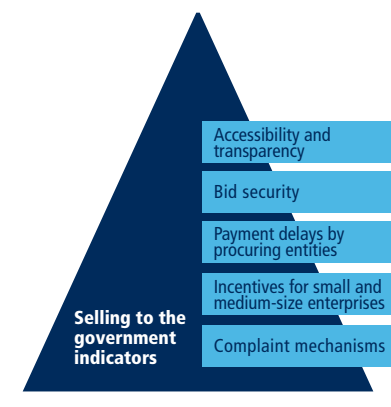 Accessibility and
transparency
Bid security
Payment delays by
procuring entities
Incentives for small and
medium-size enterprises
Selling to the
government
indicators
Complaint mechanisms